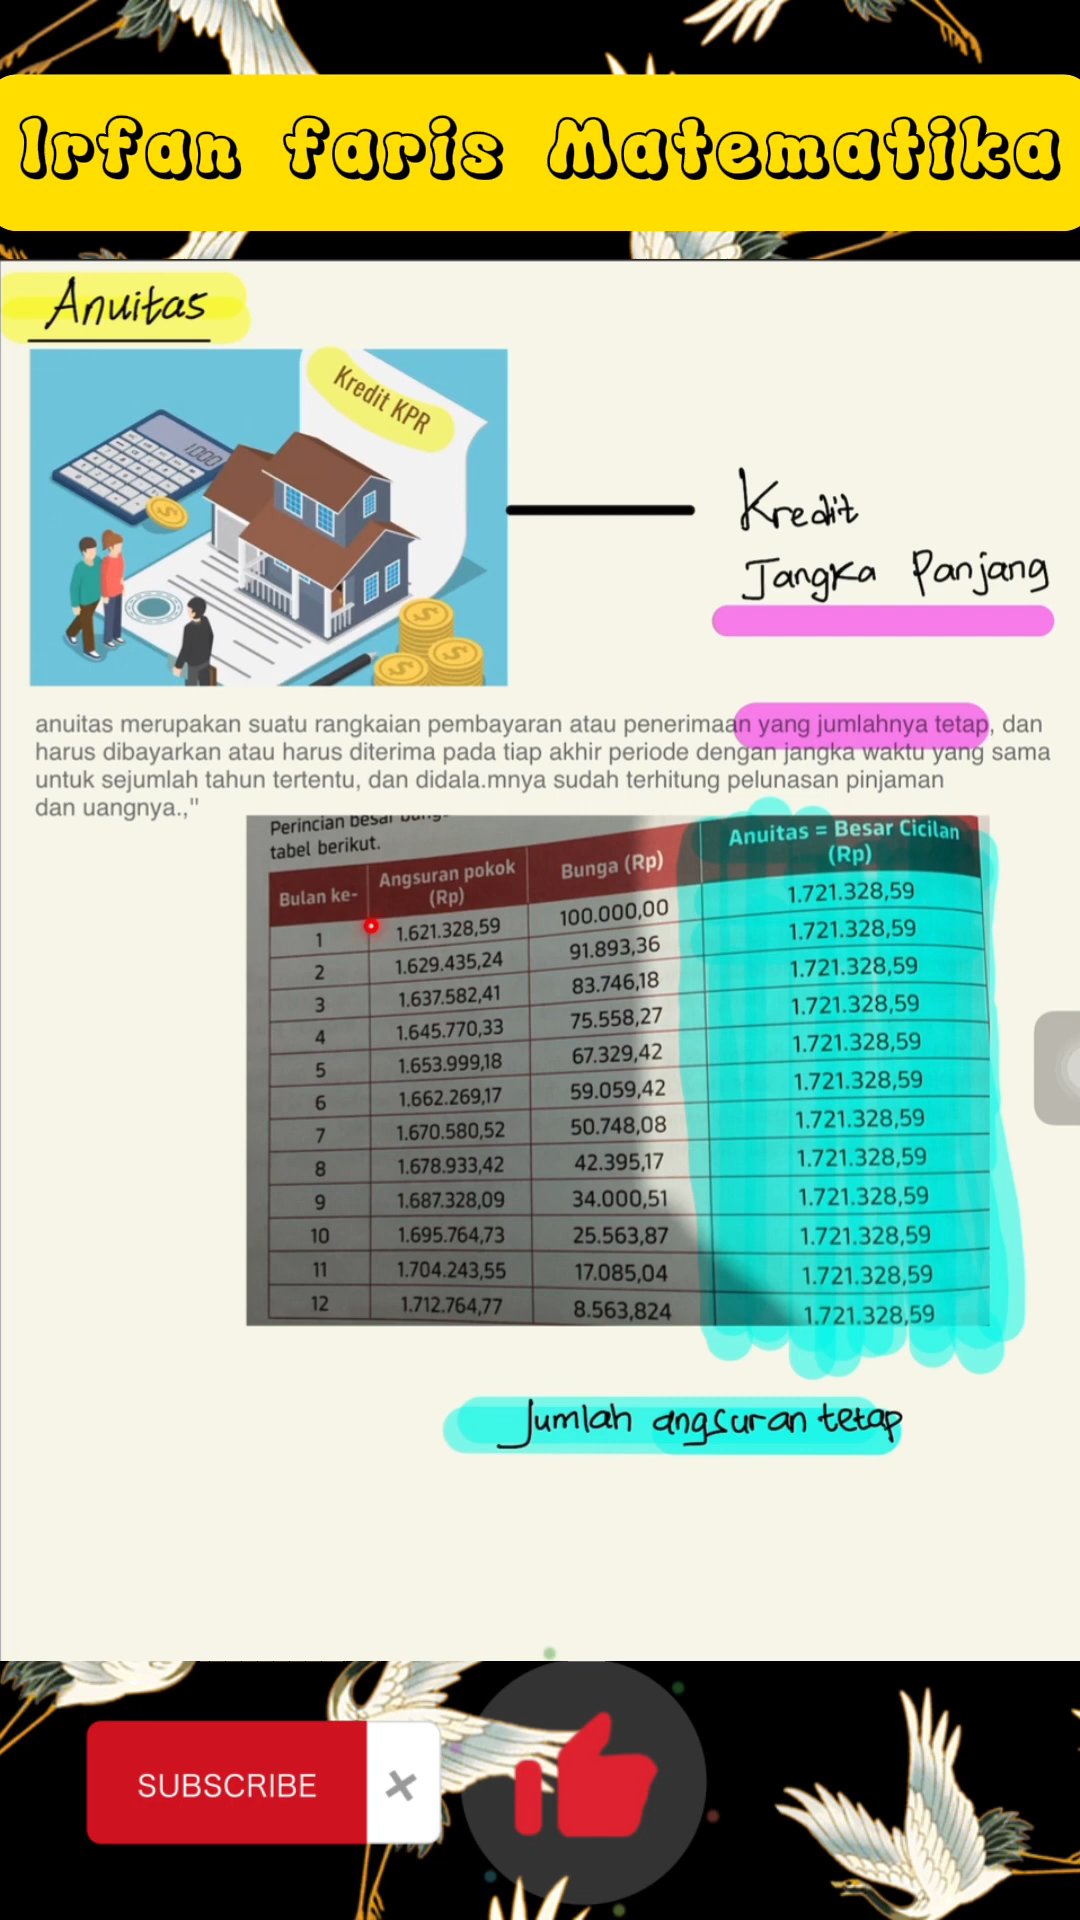 Irfan faris Matematika
Anuitas
Kredit KPR
1000
Kredit
Jangka Panjang
anuitas merupakan suatu rangkaian pembayaran atau penerimaan yang jumlahnya tetap, dan
harus dibayarkan atau harus diterima pada tiap akhir periode dengan jangka waktu yang sama
untuk sejumlah tahun tertentu, dan didala.mnya sudah terhitung pelunasan pinjaman
dan uangnya.,"
Perincian besar
tabel berikut.
Bulan ke- Angsuran pokok (Rp) Bunga (Rp) Anuitas = Besar Cicilan (Rp)
1 1.621.328,59 100.000,00 1.721.328,59
2 1.629.435,24 91.893,36 1.721.328,59
3 1.637.582,41 83.746,18 1.721.328,59
4 1.645.770,33 75.558,27 1.721.328,59
5 1.653.999,18 67.329,42 1.721.328,59
6 1.662.269,17 59.059,42 1.721.328,59
7 1.670.580,52 50.748,08 1.721.328,59
8 1.678.933,42 42.395,17 1.721.328,59
9 1.687.328,09 34.000,51 1.721.328,59
10 1.695.764,73 25.563,87 1.721.328,59
11 1.704.243,55 17.085,04 1.721.328,59
12 1.712.764,77 8.563,824 1.721.328,59
Jumlah angsuran tetap
SUBSCRIBE